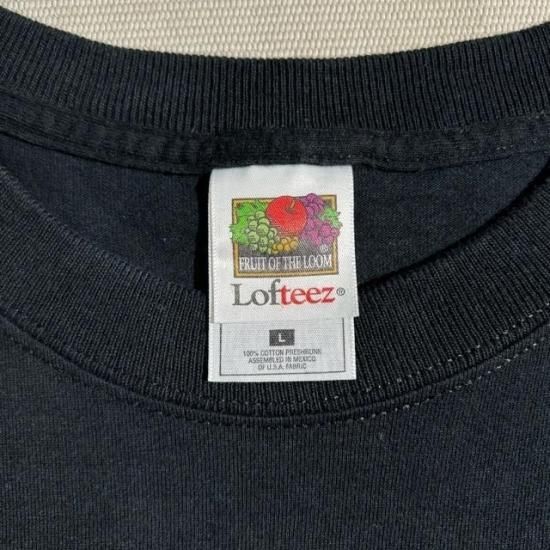 FRUIT OF THE LOOM®
Lofteez®
L
100% COTTON PRESHRUNK
ASSEMBLED IN MEXICO
OF U.S.A. FABRIC